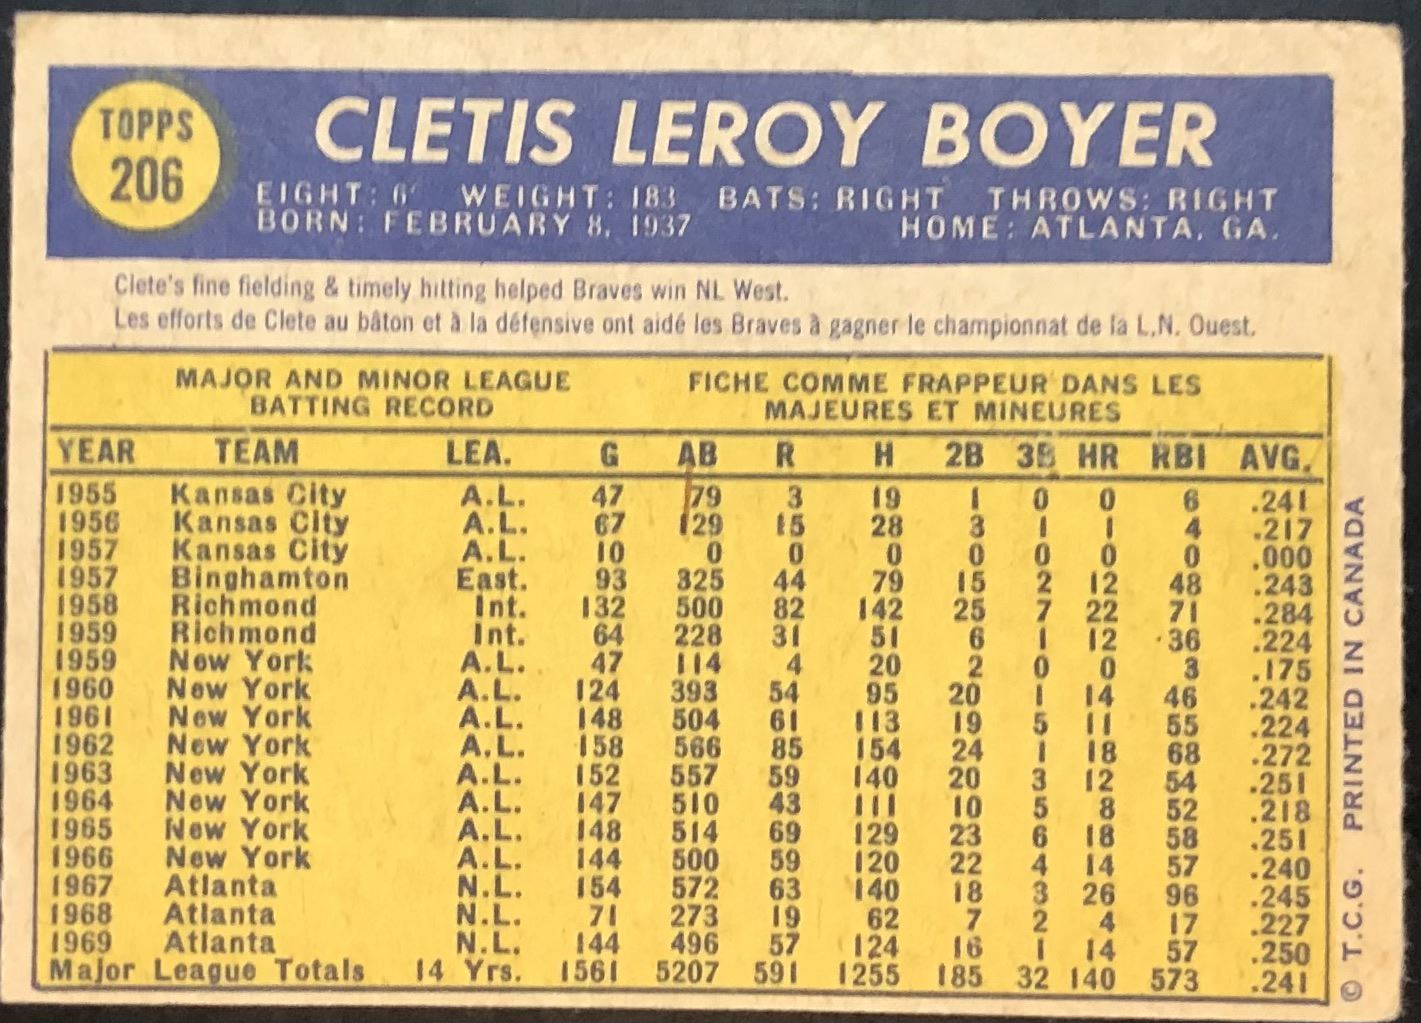 TOPPS
206
CLETIS LEROY BOYER
EIGHT: 6' WEIGHT: 183 BATS: RIGHT THROWS: RIGHT
BORN: FEBRUARY 8, 1937 HOME: ATLANTA, GA.
Clete's fine fielding & timely hitting helped Braves win NL West.
Les efforts de Clete au bâton et à la défensive ont aidé les Braves à gagner le championnat de la L.N. Ouest.
MAJOR AND MINOR LEAGUE BATTING RECORD
FICHE COMME FRAPPEUR DANS LES MAJEURES ET MINEURES
YEAR TEAM LEA. G AB R H 2B 3B HR RBI AVG.
1955 Kansas City A.L. 47 79 3 19 1 0 0 6 .241
1956 Kansas City A.L. 67 129 15 28 3 1 1 4 .217
1957 Kansas City A.L. 10 0 0 0 0 0 0 0 .000
1957 Binghamton East. 93 325 44 79 15 2 12 48 .243
1958 Richmond Int. 132 500 82 142 25 7 22 71 .284
1959 Richmond Int. 64 228 31 51 6 1 12 36 .224
1959 New York A.L. 47 114 4 20 2 0 0 3 .175
1960 New York A.L. 124 393 54 95 20 1 14 46 .242
1961 New York A.L. 148 504 61 113 19 5 11 55 .224
1962 New York A.L. 158 566 85 154 24 1 18 68 .272
1963 New York A.L. 152 557 59 140 20 3 12 54 .251
1964 New York A.L. 147 510 43 111 10 5 8 52 .218
1965 New York A.L. 148 514 69 129 23 6 18 58 .251
1966 New York A.L. 144 500 59 120 22 4 14 57 .240
1967 Atlanta N.L. 154 572 63 140 18 3 26 96 .245
1968 Atlanta N.L. 71 273 19 62 7 2 4 17 .227
1969 Atlanta N.L. 144 496 57 124 16 1 14 57 .250
Major League Totals 14 Yrs. 1561 5207 591 1255 185 32 140 573 .241
© T.C.G. PRINTED IN CANADA